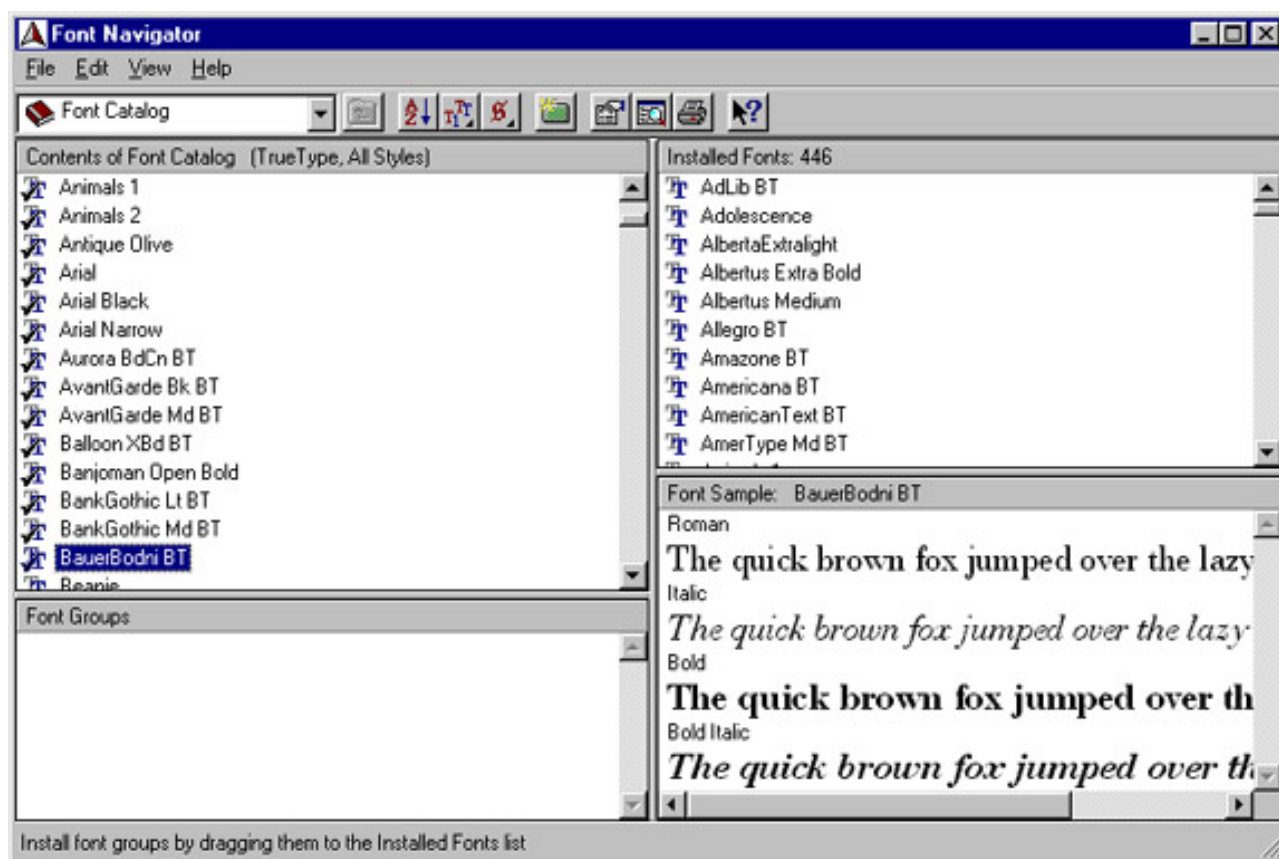 Font Navigator
File Edit View Help
Font Catalog
Contents of Font Catalog (TrueType, All Styles)
Animals 1
Animals 2
Antique Olive
Arial
Arial Black
Arial Narrow
Aurora BdCn BT
AvantGarde Bk BT
AvantGarde Md BT
Balloon XBd BT
Banjoman Open Bold
BankGothic Lt BT
BankGothic Md BT
BauerBodni BT
Beanie
Font Groups
Installed Fonts: 446
AdLib BT
Adolescence
AlbertaExtralight
Albertus Extra Bold
Albertus Medium
Allegro BT
Amazone BT
Americana BT
AmericanText BT
AmerType Md BT
Font Sample: BauerBodni BT
Roman
The quick brown fox jumped over the lazy
Italic
The quick brown fox jumped over the lazy
Bold
The quick brown fox jumped over th
Bold Italic
The quick brown fox jumped over th
Install font groups by dragging them to the Installed Fonts list